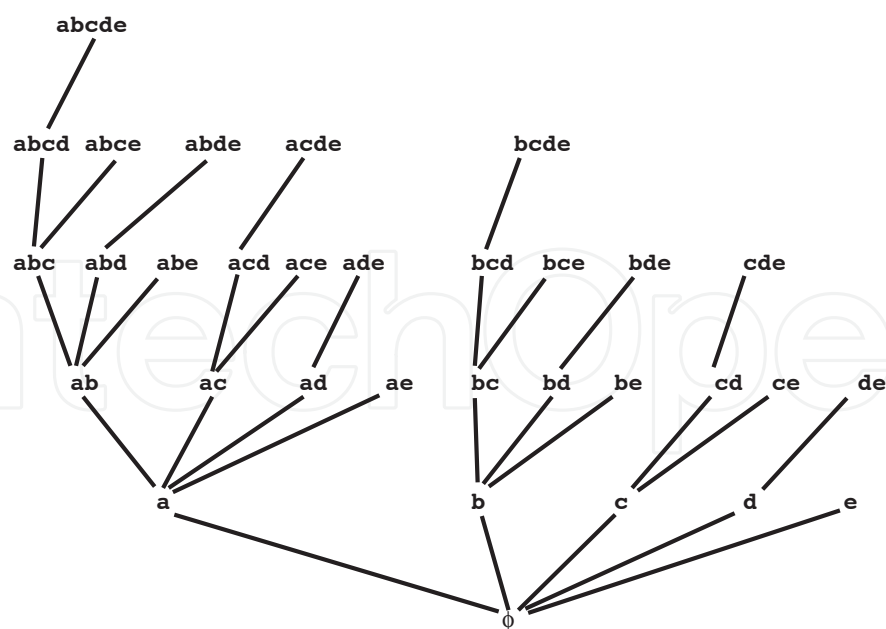 abcde
abcd abce abde acde bcde
abc abd abe acd ace ade bcd bce bde cde
ab ac ad ae bc bd be cd ce de
a b c d e
ϕ
ntechOpe